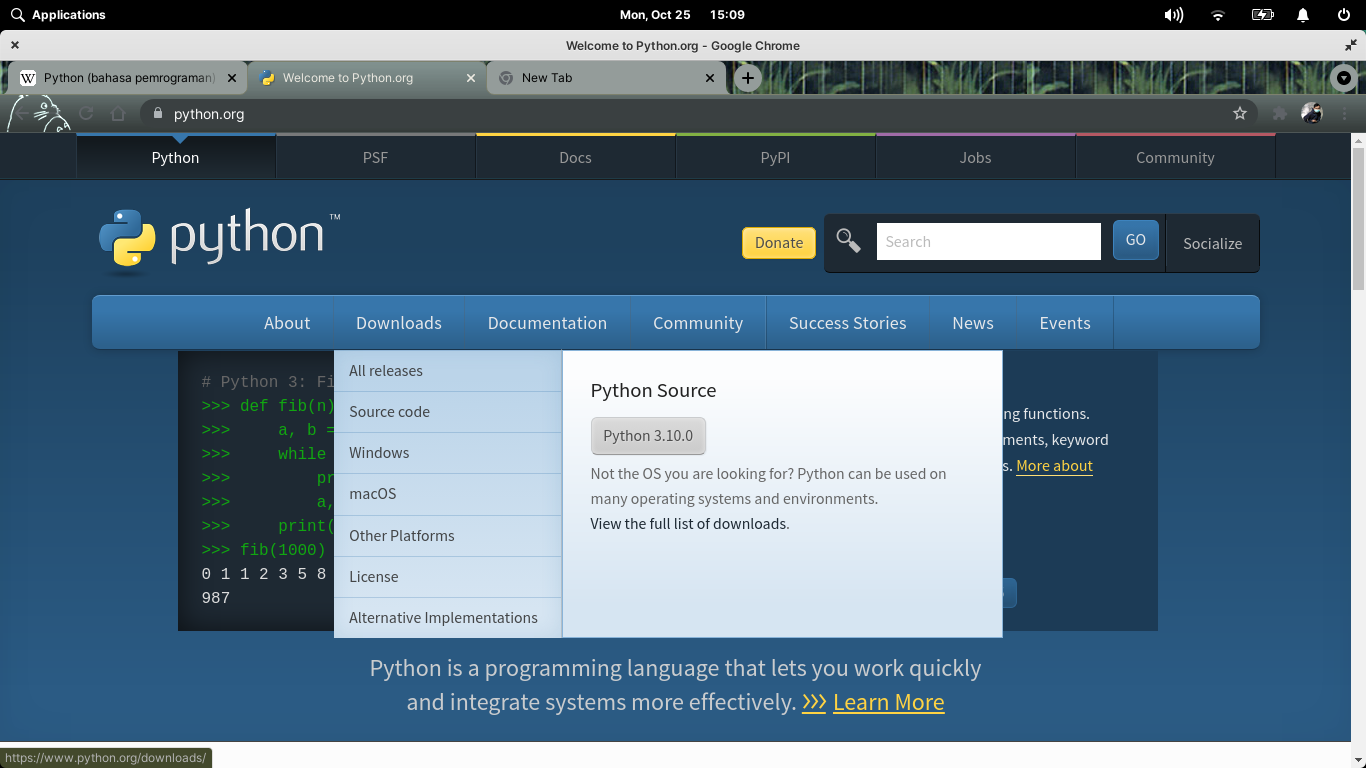 Applications
Mon, Oct 25 15:09
Welcome to Python.org - Google Chrome
W Python (bahasa pemrograman)
Welcome to Python.org
New Tab
python.org
Python PSF Docs PyPI Jobs Community
python™
Donate Search GO Socialize
About Downloads Documentation Community Success Stories News Events
# Python 3: Fi
>>> def fib(n)
>>> a, b =
>>> while
>>> pr
>>> a,
>>> print(
>>> fib(1000)
0 1 1 2 3 5 8
987
All releases
Source code
Windows
macOS
Other Platforms
License
Alternative Implementations
Python Source
Python 3.10.0
Not the OS you are looking for? Python can be used on
many operating systems and environments.
View the full list of downloads.
ng functions.
ments, keyword
s. More about
Python is a programming language that lets you work quickly
and integrate systems more effectively. >>> Learn More
https://www.python.org/downloads/